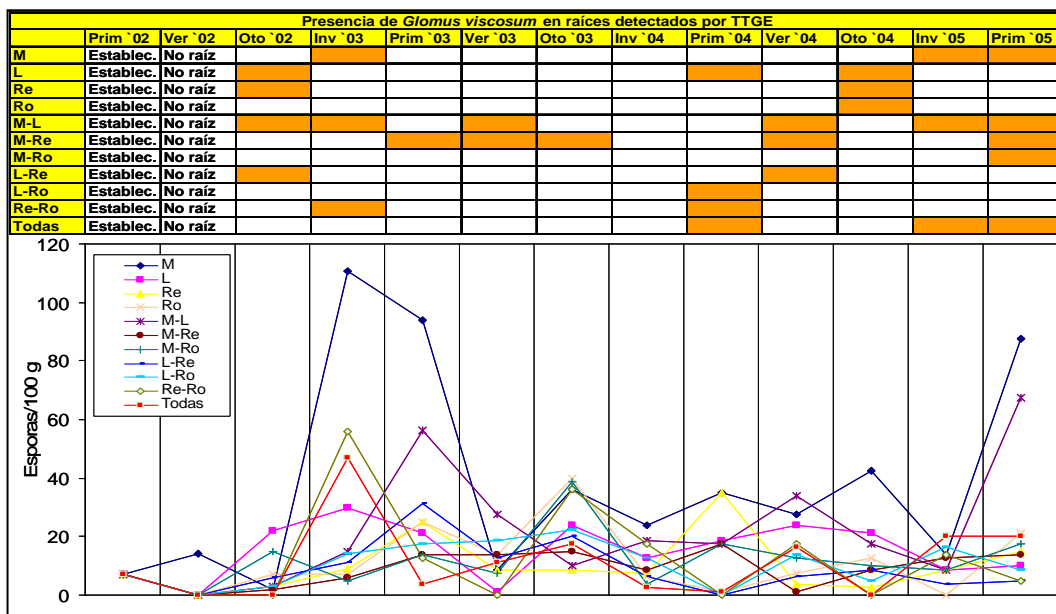 Presencia de Glomus viscosum en raíces detectados por TTGE
Prim `02 Ver `02 Oto `02 Inv `03 Prim `03 Ver `03 Oto `03 Inv `04 Prim `04 Ver `04 Oto `04 Inv `05 Prim `05
M Establec. No raíz
L Establec. No raíz
Re Establec. No raíz
Ro Establec. No raíz
M-L Establec. No raíz
M-Re Establec. No raíz
M-Ro Establec. No raíz
L-Re Establec. No raíz
L-Ro Establec. No raíz
Re-Ro Establec. No raíz
Todas Establec. No raíz
120
100
80
60
40
20
0
Esporas/100 g
M
L
Re
Ro
M-L
M-Re
M-Ro
L-Re
L-Ro
Re-Ro
Todas